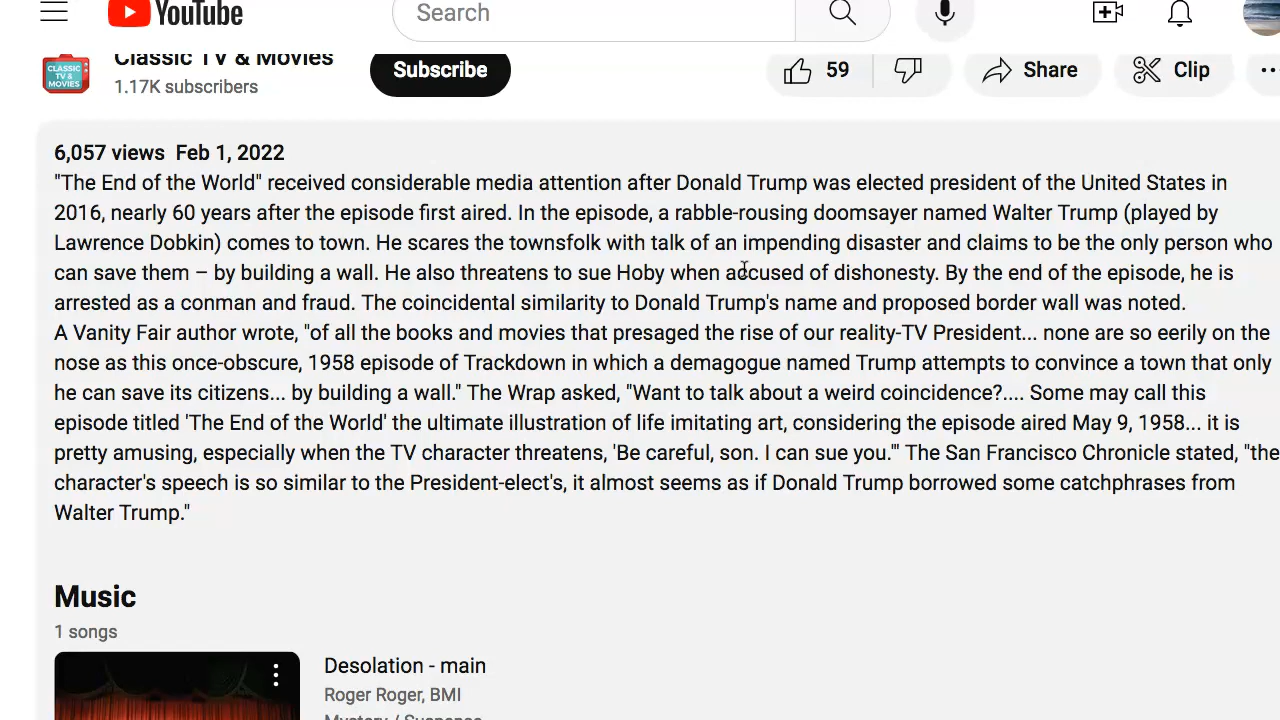 YouTube
Search
Classic TV & Movies
1.17K subscribers
CLASSIC
TV &
MOVIES
Subscribe
59
Share
Clip
6,057 views Feb 1, 2022
"The End of the World" received considerable media attention after Donald Trump was elected president of the United States in
2016, nearly 60 years after the episode first aired. In the episode, a rabble-rousing doomsayer named Walter Trump (played by
Lawrence Dobkin) comes to town. He scares the townsfolk with talk of an impending disaster and claims to be the only person who
can save them – by building a wall. He also threatens to sue Hoby when accused of dishonesty. By the end of the episode, he is
arrested as a conman and fraud. The coincidental similarity to Donald Trump's name and proposed border wall was noted.
A Vanity Fair author wrote, "of all the books and movies that presaged the rise of our reality-TV President... none are so eerily on the
nose as this once-obscure, 1958 episode of Trackdown in which a demagogue named Trump attempts to convince a town that only
he can save its citizens... by building a wall." The Wrap asked, "Want to talk about a weird coincidence?.... Some may call this
episode titled 'The End of the World' the ultimate illustration of life imitating art, considering the episode aired May 9, 1958... it is
pretty amusing, especially when the TV character threatens, 'Be careful, son. I can sue you.'" The San Francisco Chronicle stated, "the
character's speech is so similar to the President-elect's, it almost seems as if Donald Trump borrowed some catchphrases from
Walter Trump."
Music
1 songs
Desolation - main
Roger Roger, BMI
Mystery / Suspense